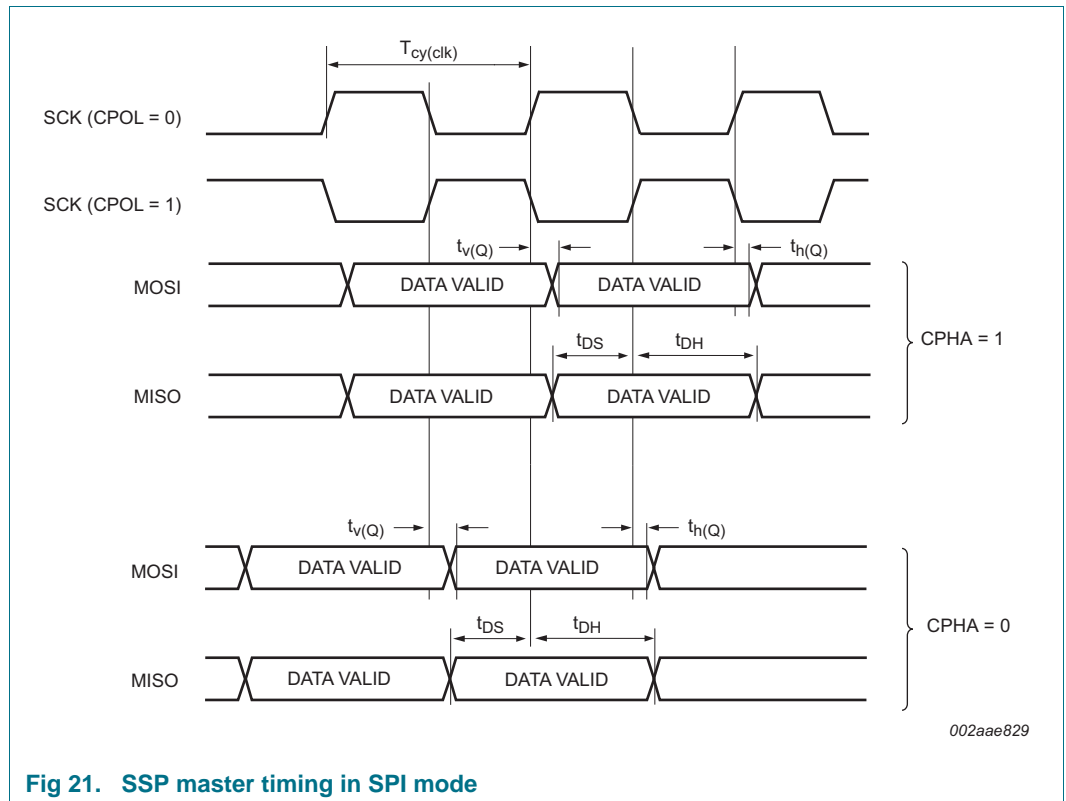 Tcy(clk)
SCK (CPOL = 0)
SCK (CPOL = 1)
tv(Q)
th(Q)
MOSI
DATA VALID
DATA VALID
CPHA = 1
tDS
tDH
MISO
DATA VALID
DATA VALID
tv(Q)
th(Q)
MOSI
DATA VALID
DATA VALID
CPHA = 0
tDS
tDH
MISO
DATA VALID
DATA VALID
002aae829
Fig 21. SSP master timing in SPI mode